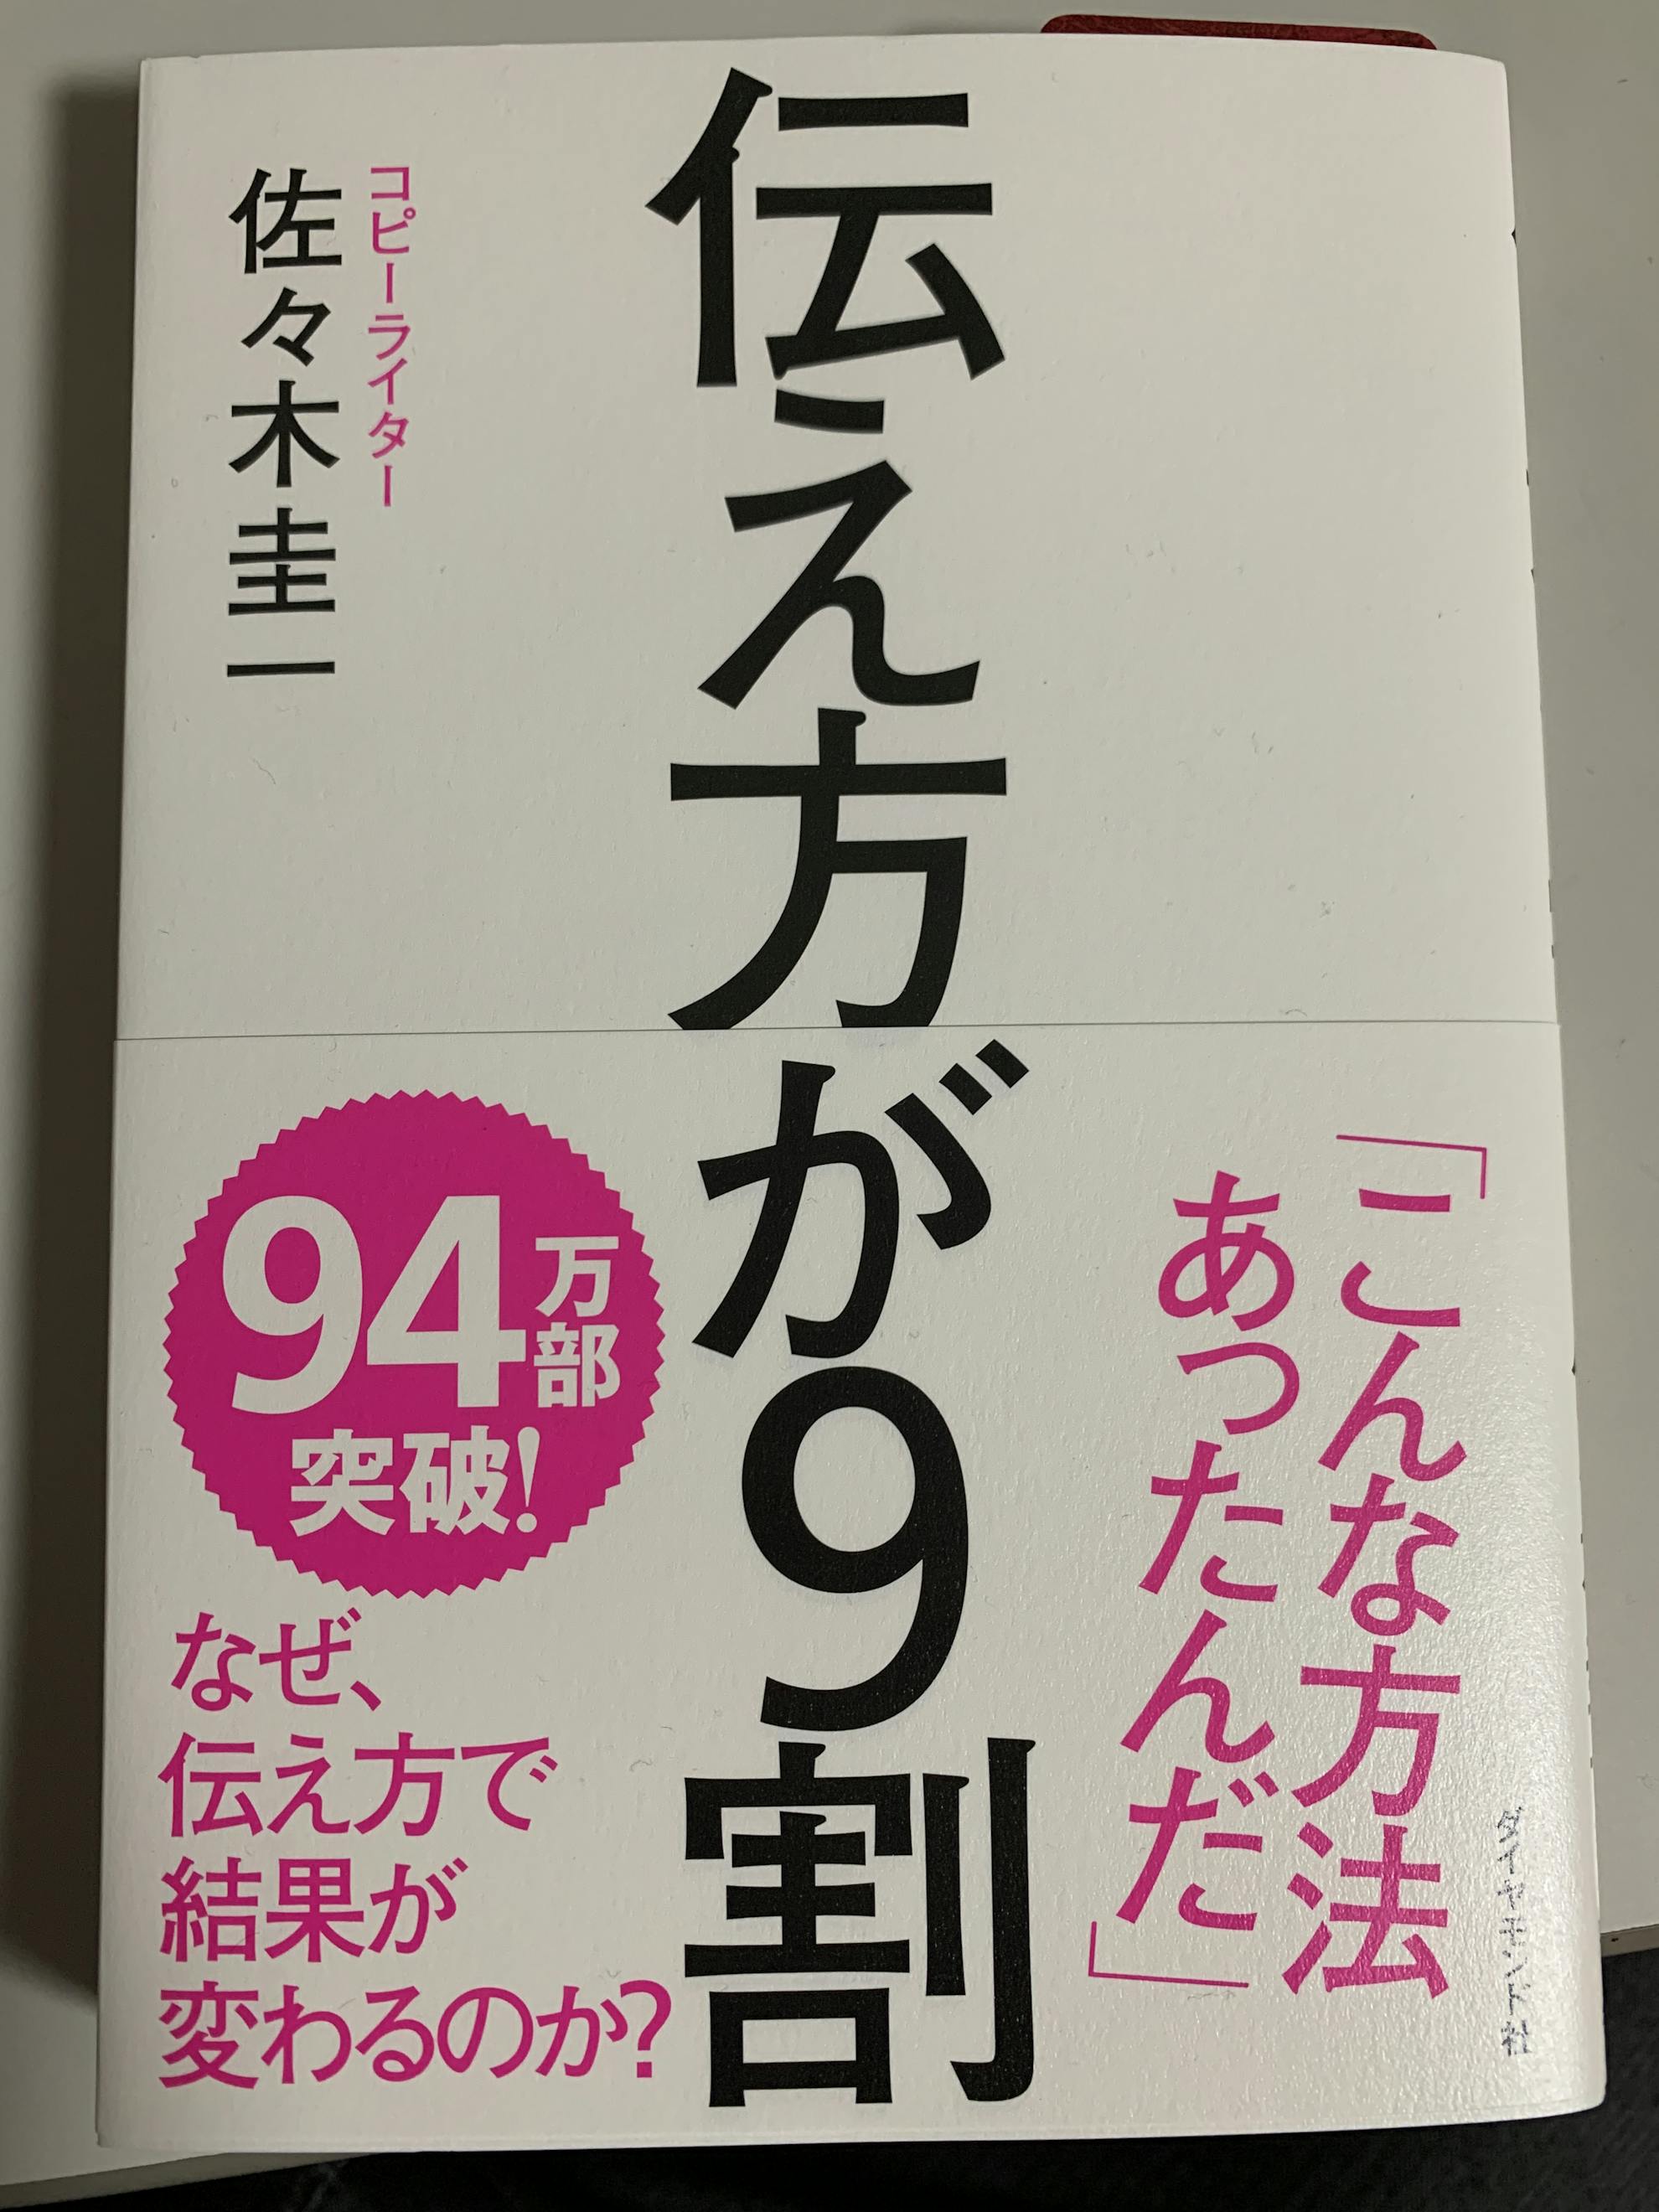 伝え方が9割
コピーライター
佐々木圭一
「こんな方法
あったんだ」
94万部
突破!
なぜ、
伝え方で
結果が
変わるのか?
ダイヤモンド社